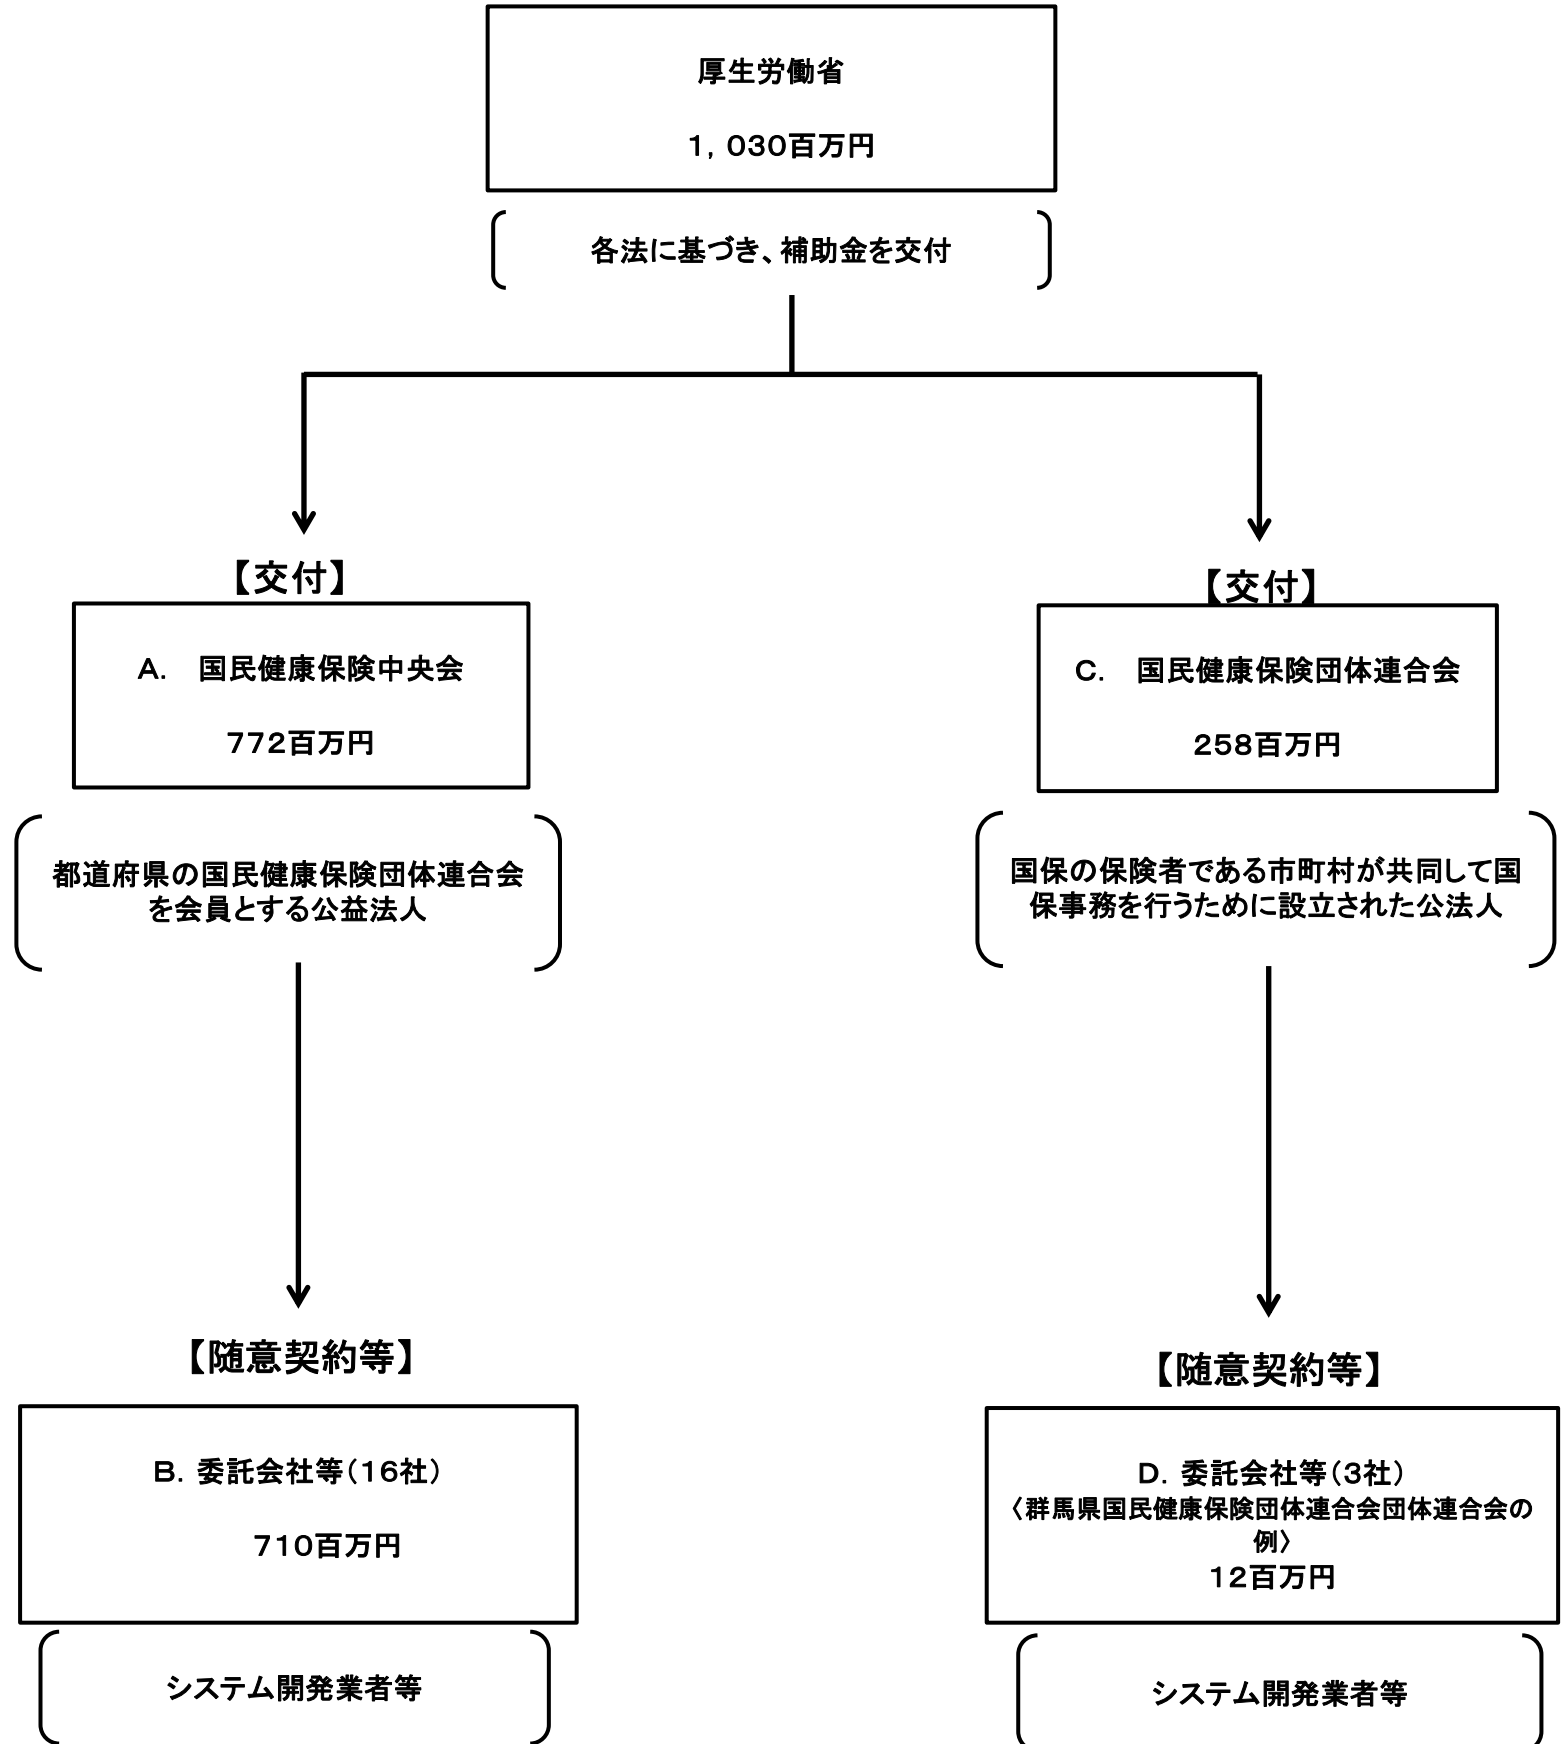 厚生労働省
1,030百万円
各法に基づき、補助金を交付
【交付】
A.　国民健康保険中央会
772百万円
都道府県の国民健康保険団体連合会
を会員とする公益法人
【随意契約等】
B. 委託会社等(16社)
710百万円
システム開発業者等
【交付】
C.　国民健康保険団体連合会
258百万円
国保の保険者である市町村が共同して国
保事務を行うために設立された公法人
【随意契約等】
D. 委託会社等(3社)
〈群馬県国民健康保険団体連合会団体連合会の
例〉
12百万円
システム開発業者等